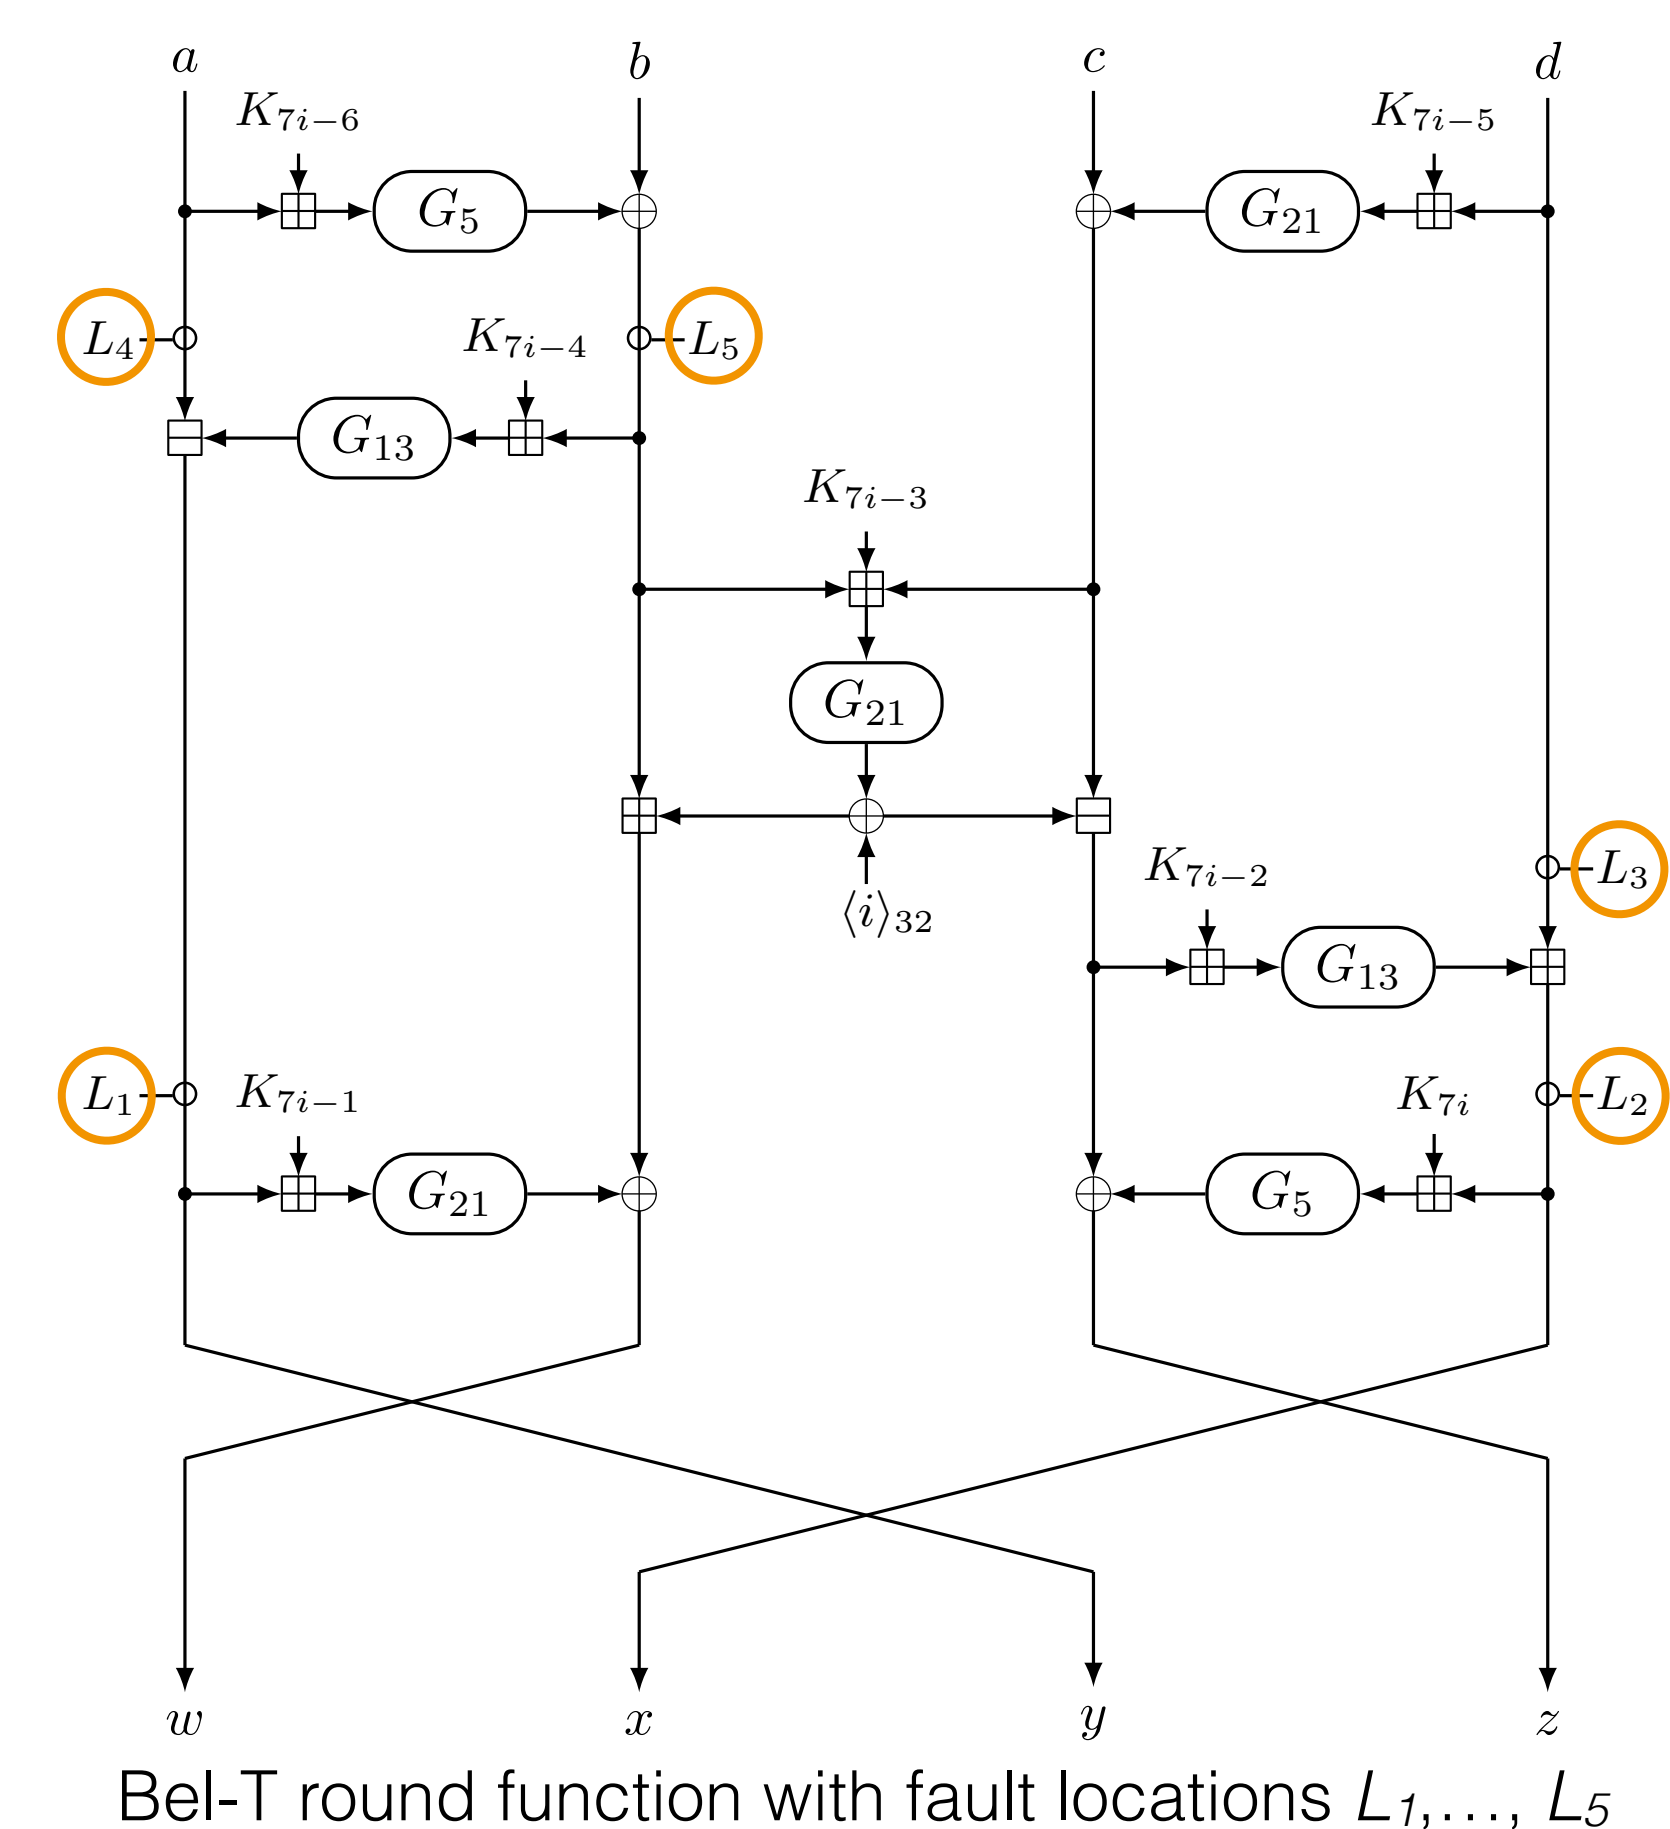 a b c d
K7i−6 K7i−5
G5 G21
L4 K7i−4 L5
G13
K7i−3
G21
K7i−2 L3
⟨i⟩32
G13
L1 K7i−1 K7i L2
G21 G5
w x y z
Bel-T round function with fault locations L1,…, L5